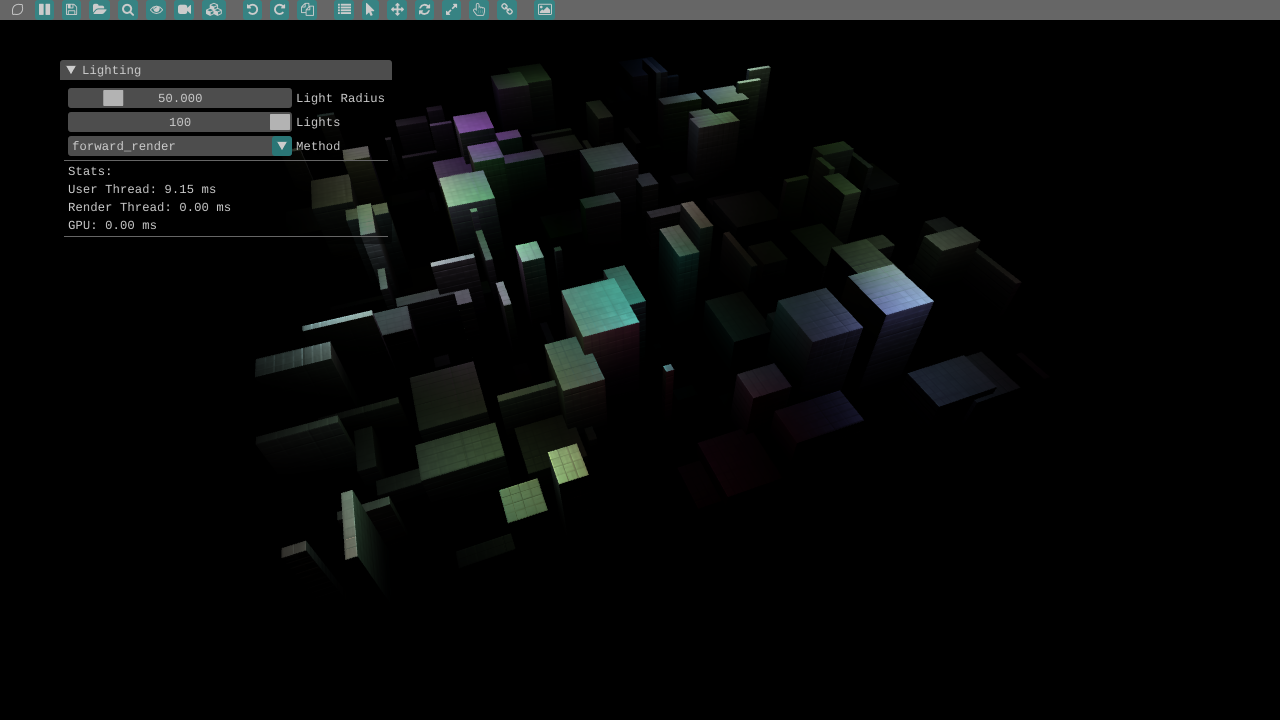 Lighting
50.000 Light Radius
100 Lights
forward_render Method
Stats:
User Thread: 9.15 ms
Render Thread: 0.00 ms
GPU: 0.00 ms